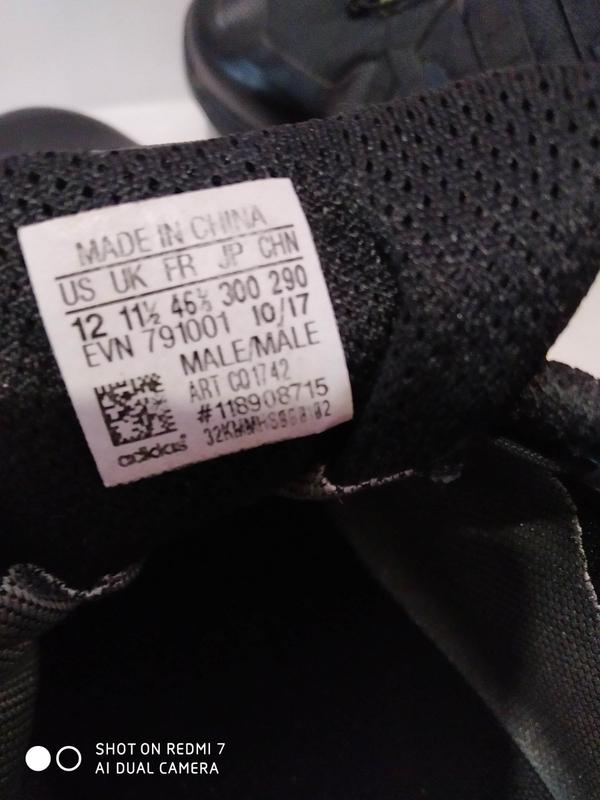 MADE IN CHINA
US UK FR JP CHN
12 11½ 46⅔ 300 290
EVN 791001 10/17
MALE/MALE
ART CQ1742
#118908715
adidas
SHOT ON REDMI 7
AI DUAL CAMERA